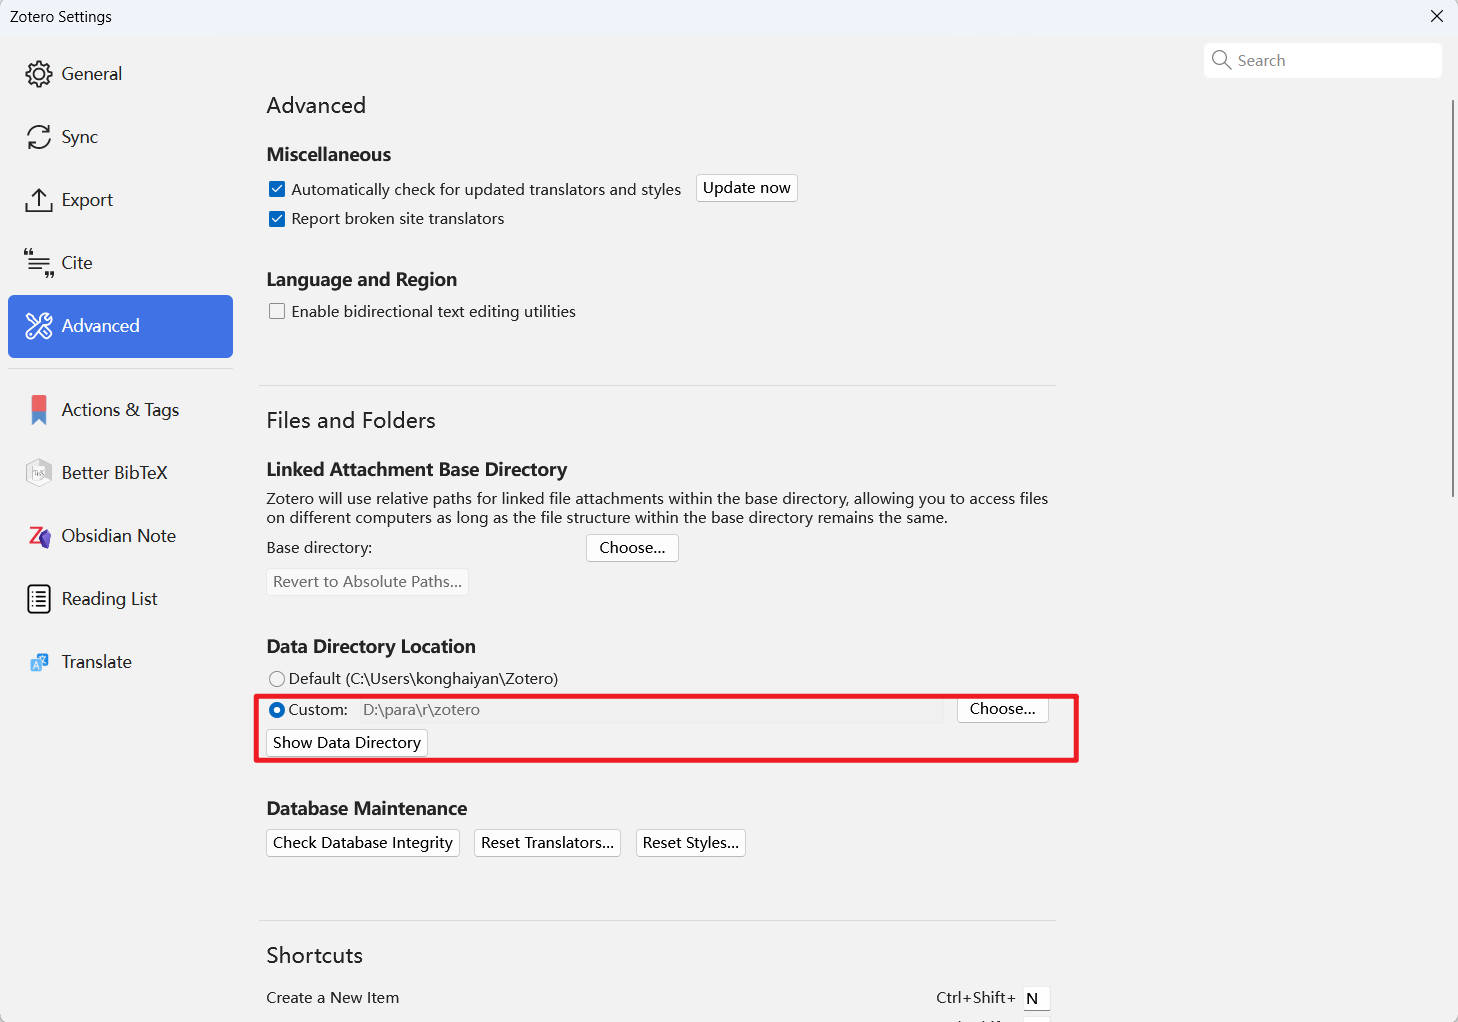 Zotero Settings
General
Sync
Export
Cite
Advanced
Actions & Tags
Better BibTeX
Obsidian Note
Reading List
Translate
Search
Advanced
Miscellaneous
Automatically check for updated translators and styles Update now
Report broken site translators
Language and Region
Enable bidirectional text editing utilities
Files and Folders
Linked Attachment Base Directory
Zotero will use relative paths for linked file attachments within the base directory, allowing you to access files
on different computers as long as the file structure within the base directory remains the same.
Base directory: Choose...
Revert to Absolute Paths...
Data Directory Location
Default (C:\Users\konghaiyan\Zotero)
Custom: D:\para\r\zotero Choose...
Show Data Directory
Database Maintenance
Check Database Integrity Reset Translators... Reset Styles...
Shortcuts
Create a New Item Ctrl+Shift+ N